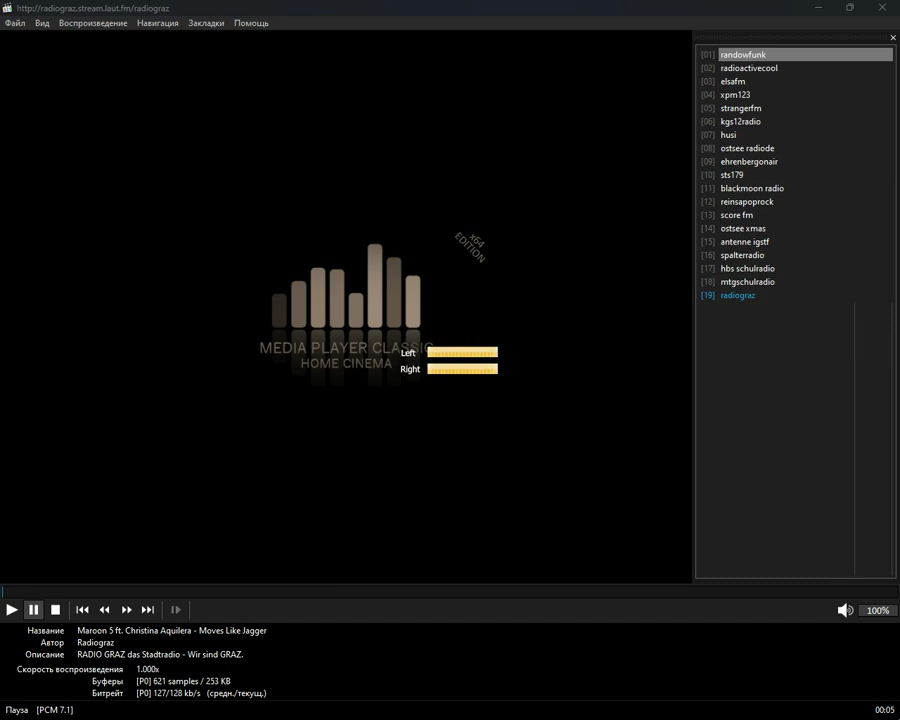 http://radiograz.stream.laut.fm/radiograz
Файл Вид Воспроизведение Навигация Закладки Помощь
[01] randowfunk
[02] radioactivecool
[03] elsafm
[04] xpm123
[05] strangerfm
[06] kgs12radio
[07] husi
[08] ostsee radiode
[09] ehrenbergonair
[10] sts179
[11] blackmoon radio
[12] reinsapoprock
[13] score fm
[14] ostsee xmas
[15] antenne igstf
[16] spalterradio
[17] hbs schulradio
[18] mtgschulradio
[19] radiograz
x64
EDITION
MEDIA PLAYER CLASSIC
HOME CINEMA
Left
Right
100%
Название Maroon 5 ft. Christina Aquilera - Moves Like Jagger
Автор Radiograz
Описание RADIO GRAZ das Stadtradio - Wir sind GRAZ.
Скорость воспроизведения 1.000x
Буферы [P0] 621 samples / 253 KB
Битрейт [P0] 127/128 kb/s (средн./текущ.)
Пауза [PCM 7.1] 00:05